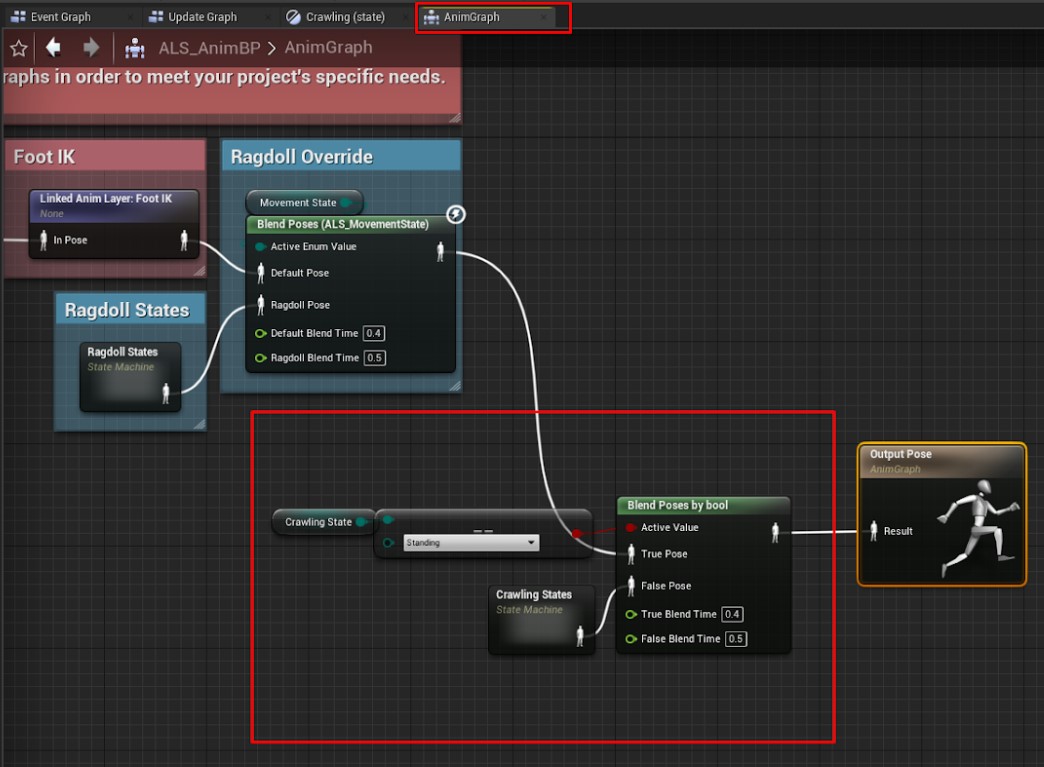 Event Graph
Update Graph
Crawling (state)
AnimGraph
ALS_AnimBP > AnimGraph
raphs in order to meet your project's specific needs.
Foot IK
Linked Anim Layer: Foot IK
None
In Pose
Ragdoll Override
Movement State
Blend Poses (ALS_MovementState)
Active Enum Value
Default Pose
Ragdoll Pose
Default Blend Time 0.4
Ragdoll Blend Time 0.5
Ragdoll States
Ragdoll States
State Machine
Crawling State
==
Standing
Blend Poses by bool
Active Value
True Pose
False Pose
True Blend Time 0.4
False Blend Time 0.5
Crawling States
State Machine
Output Pose
AnimGraph
Result